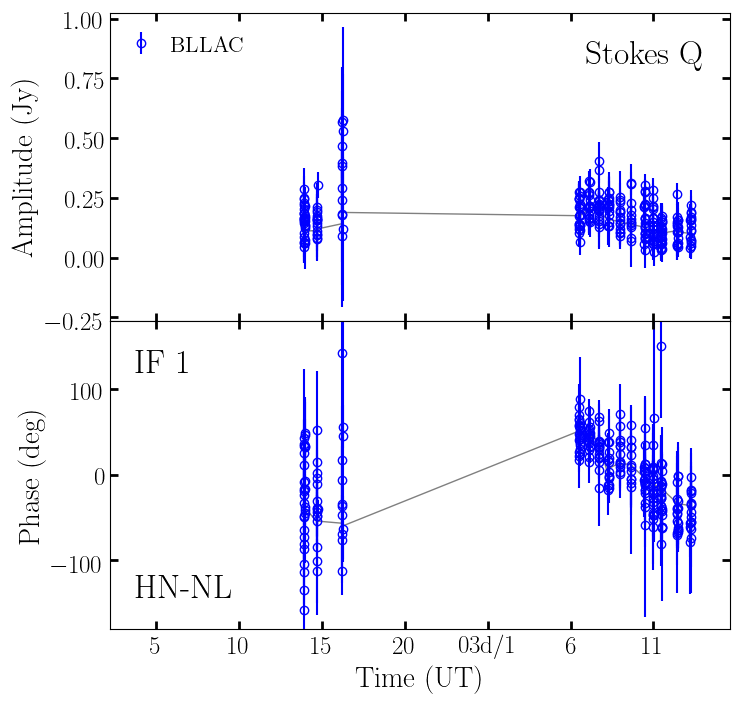 1.00
BLLAC
Stokes Q
0.75
0.50
0.25
0.00
−0.25
Amplitude (Jy)
IF 1
100
0
−100
Phase (deg)
HN-NL
5 10 15 20 03d/1 6 11
Time (UT)